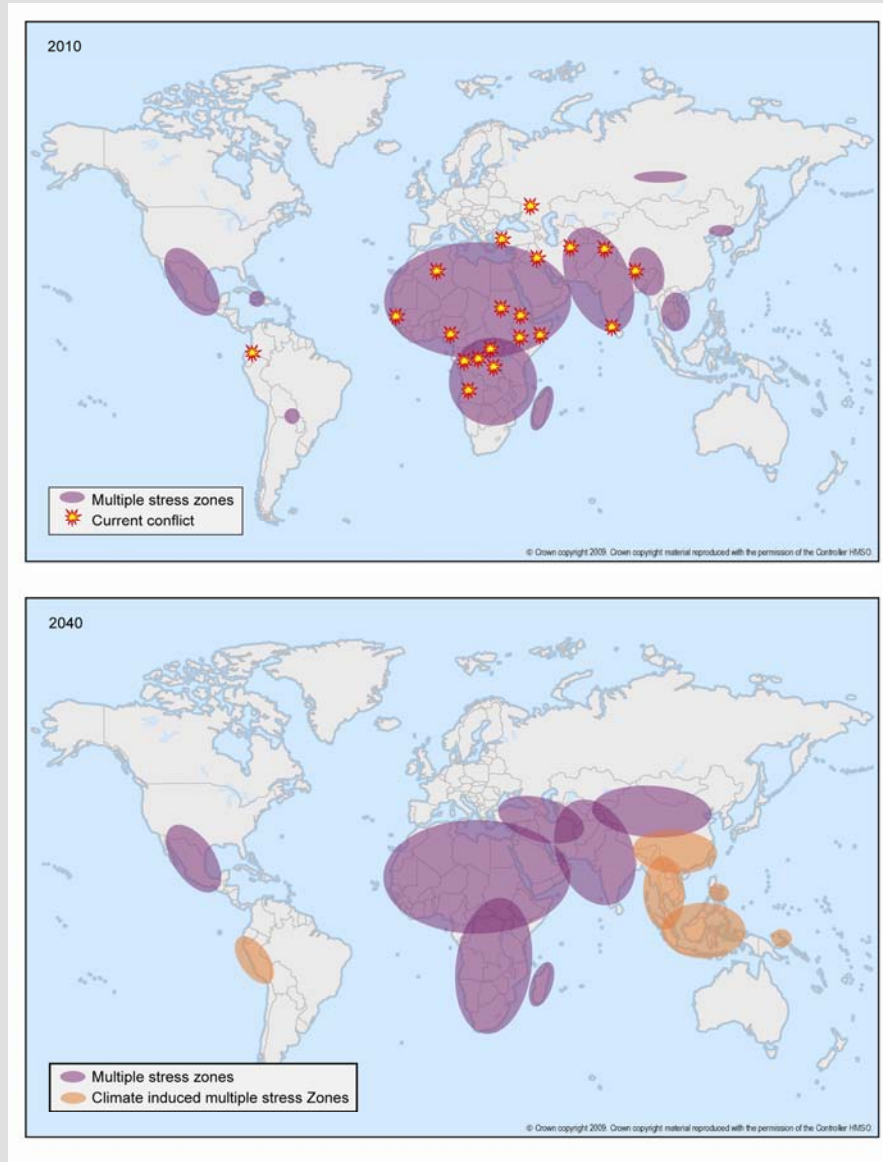 2010
Multiple stress zones
Current conflict
© Crown copyright 2009. Crown copyright material reproduced with the permission of the Controller HMSO.
2040
Multiple stress zones
Climate induced multiple stress Zones
© Crown copyright 2009. Crown copyright material reproduced with the permission of the Controller HMSO.